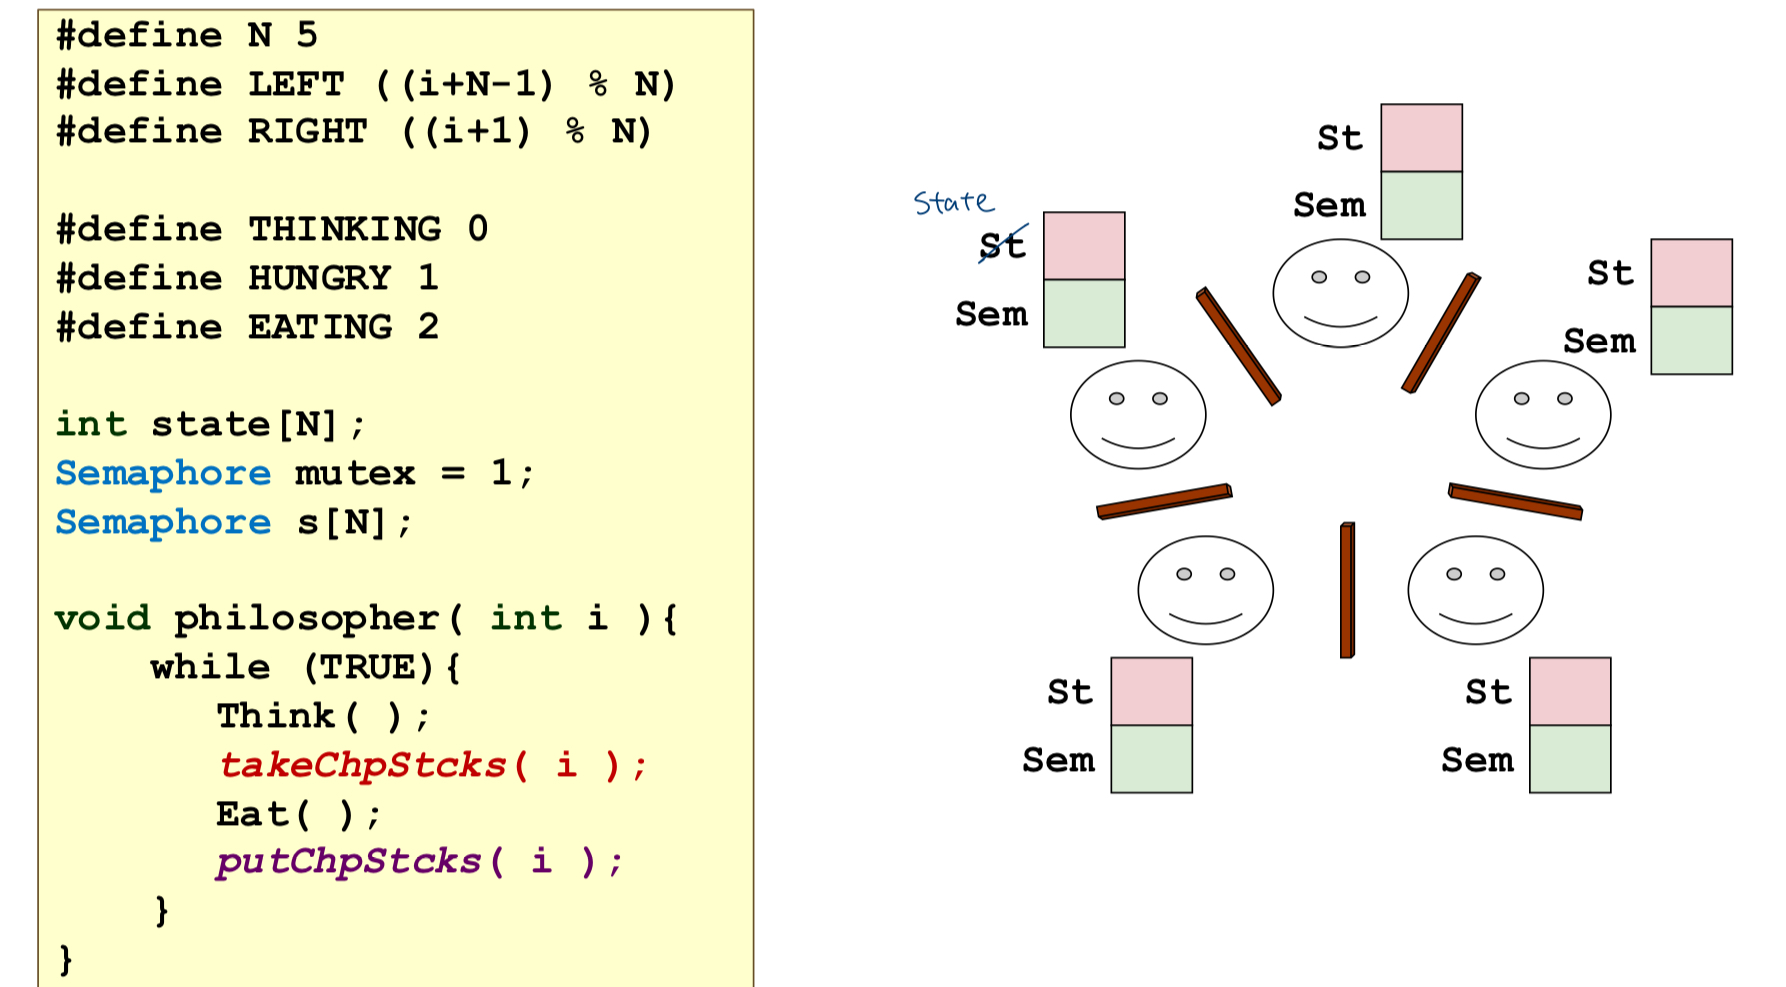 #define N 5
#define LEFT ((i+N-1) % N)
#define RIGHT ((i+1) % N)
#define THINKING 0
#define HUNGRY 1
#define EATING 2
int state[N];
Semaphore mutex = 1;
Semaphore s[N];
void philosopher( int i ){
while (TRUE){
Think( );
takeChpStcks( i );
Eat( );
putChpStcks( i );
}
}
St
Sem
State
St
Sem
St
Sem
St
Sem
St
Sem